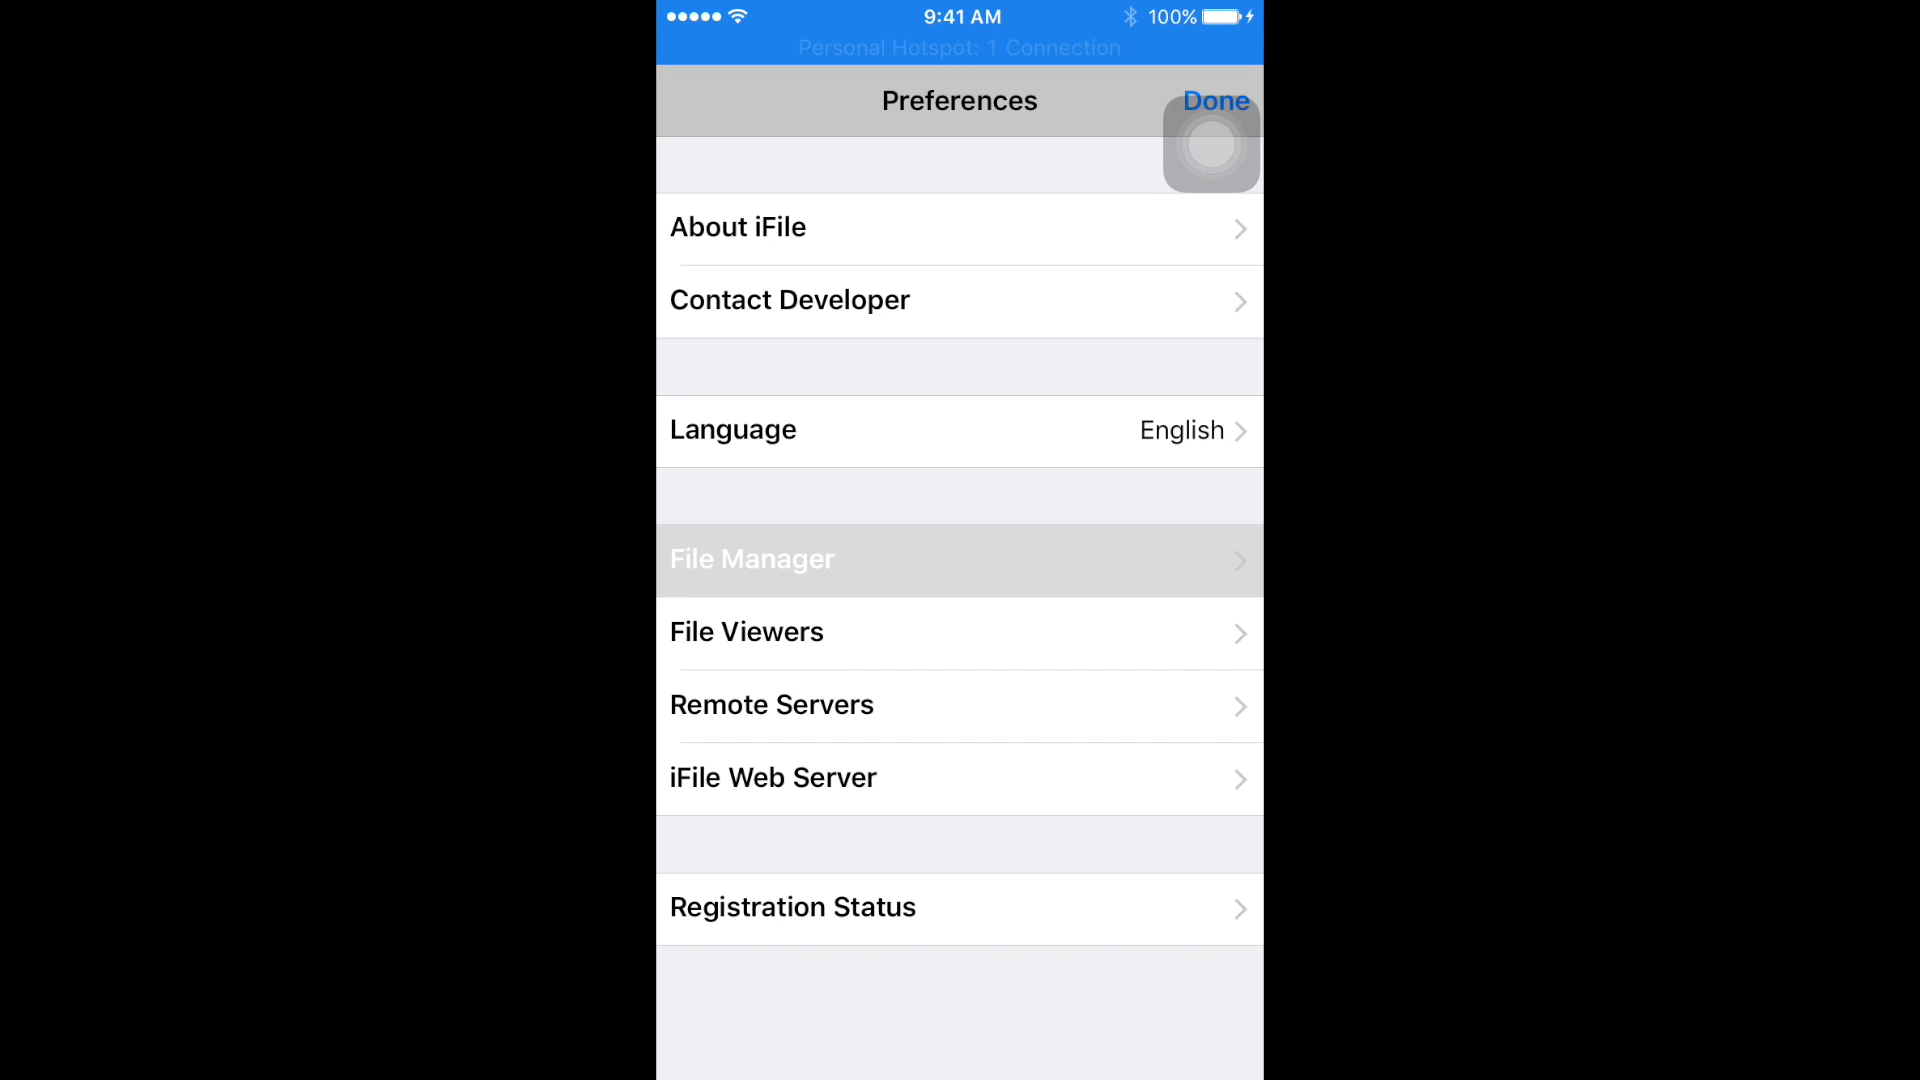 9:41 AM
100%
Personal Hotspot: 1 Connection
Preferences
Done
About iFile
Contact Developer
Language
English
File Manager
File Viewers
Remote Servers
iFile Web Server
Registration Status